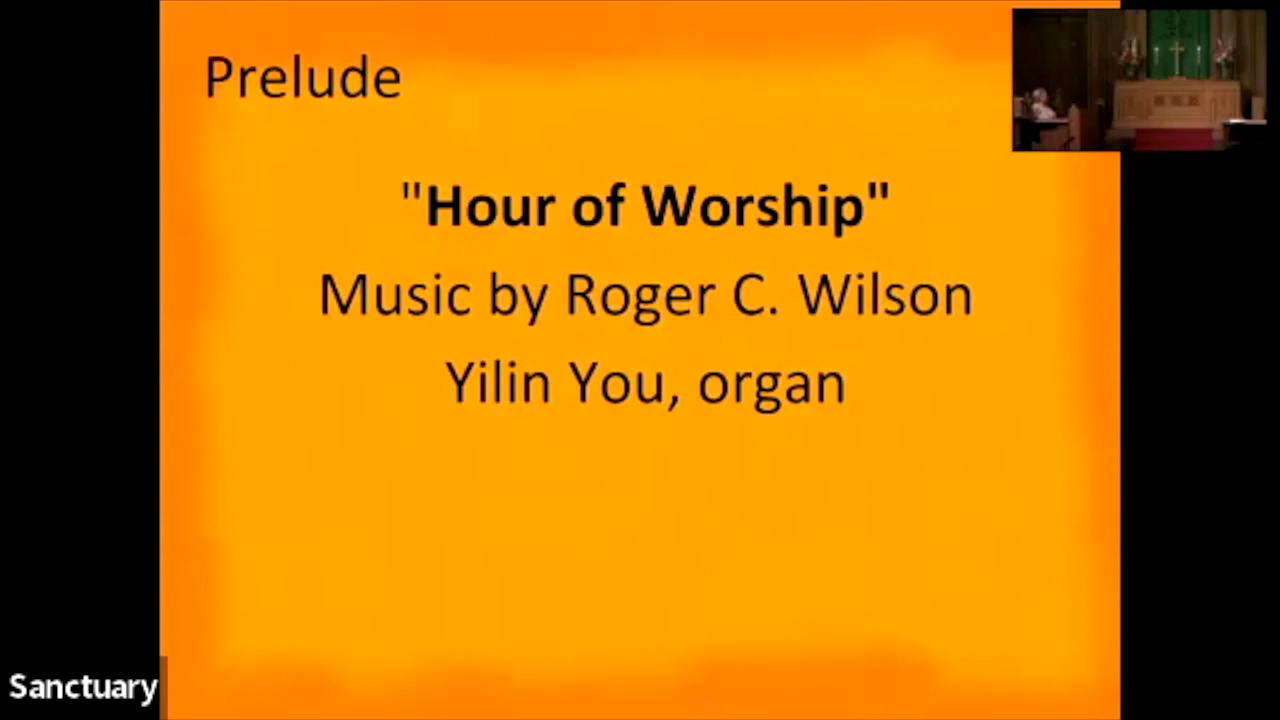 Prelude
"Hour of Worship"
Music by Roger C. Wilson
Yilin You, organ
Sanctuary